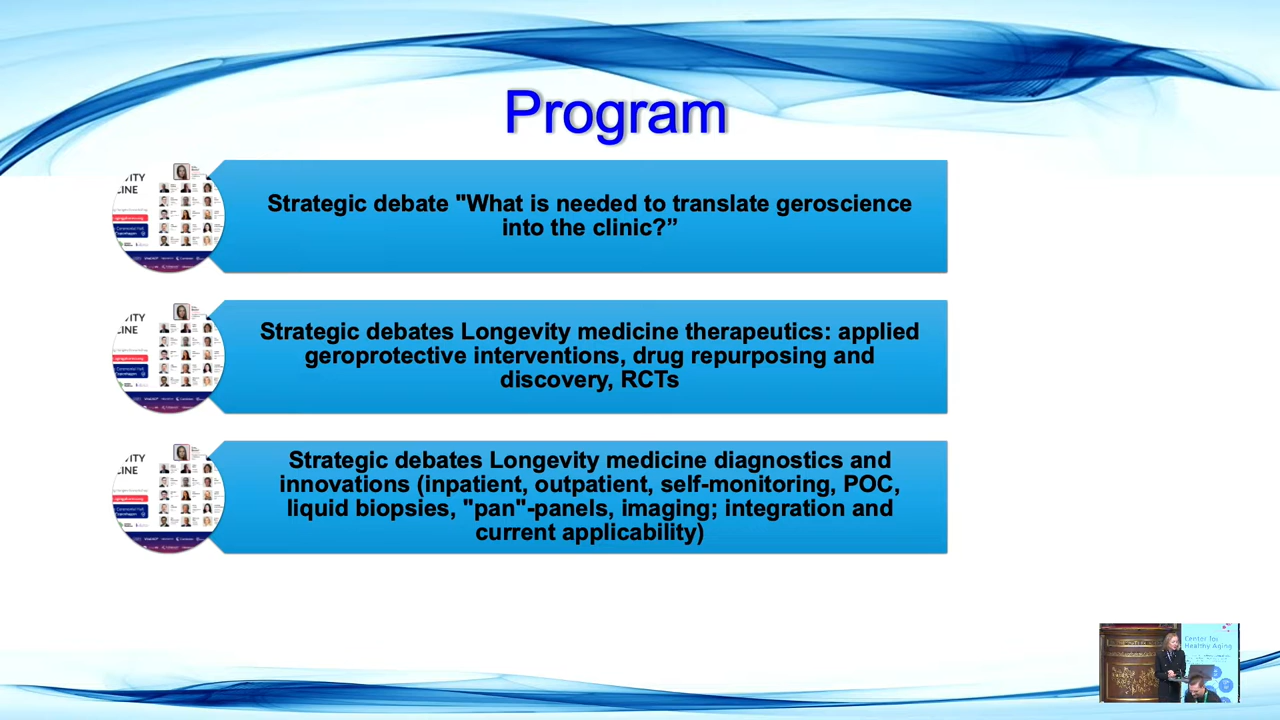 Program
Strategic debate "What is needed to translate geroscience
into the clinic?”
Strategic debates Longevity medicine therapeutics: applied
geroprotective interventions, drug repurposing and
discovery, RCTs
Strategic debates Longevity medicine diagnostics and
innovations (inpatient, outpatient, self-monitoring, POC,
liquid biopsies, "pan"-panels, imaging; integration and
current applicability)
Center for
Healthy Aging